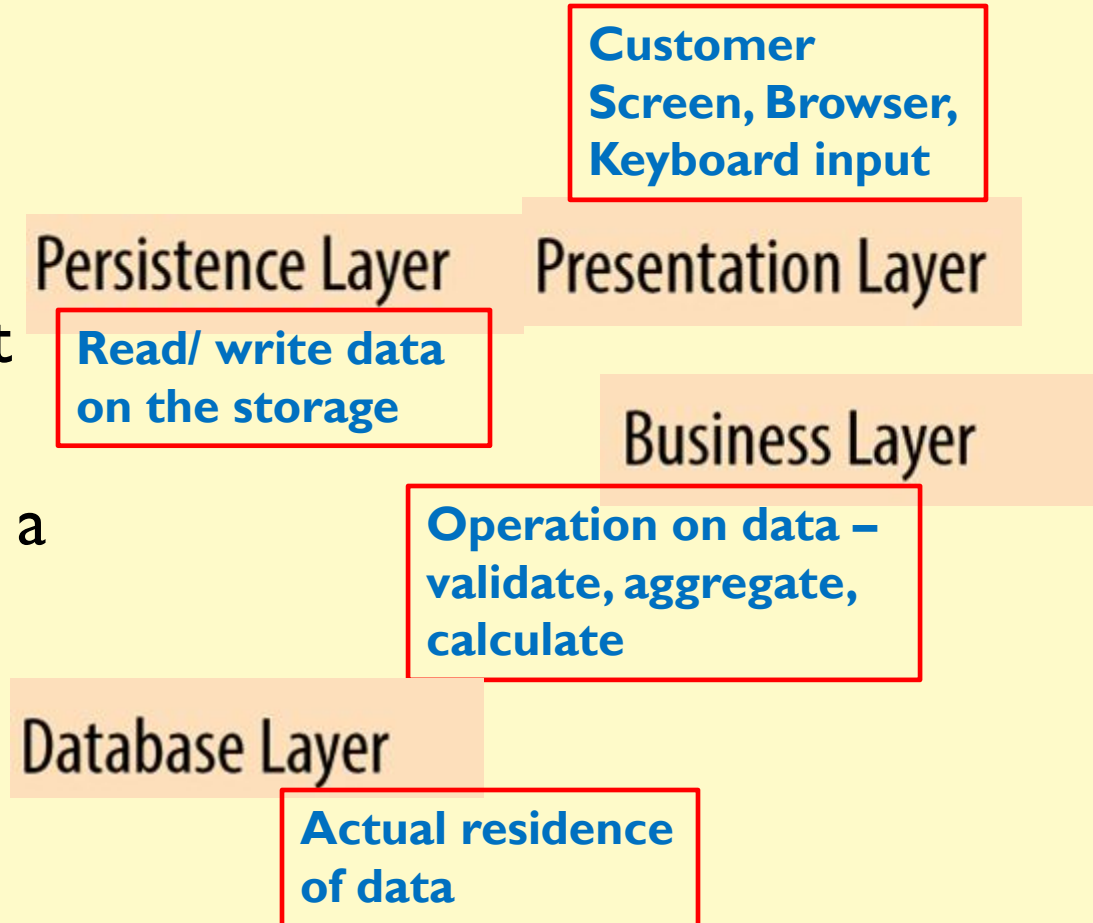 Customer
Screen, Browser,
Keyboard input
Persistence Layer
Presentation Layer
t
Read/ write data
on the storage
Business Layer
a
Operation on data –
validate, aggregate,
calculate
Database Layer
Actual residence
of data